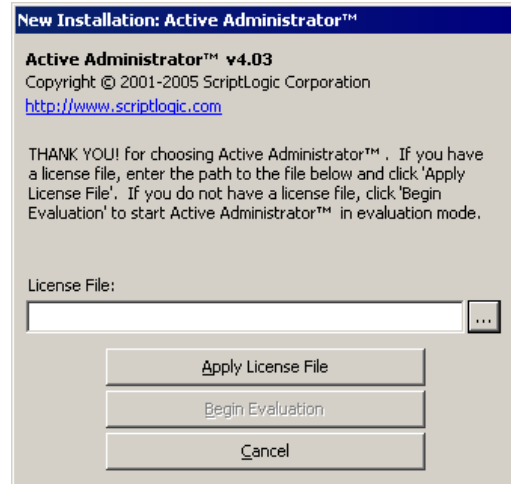 New Installation: Active Administrator™
Active Administrator™ v4.03
Copyright © 2001-2005 ScriptLogic Corporation
http://www.scriptlogic.com
THANK YOU! for choosing Active Administrator™ . If you have
a license file, enter the path to the file below and click 'Apply
License File'. If you do not have a license file, click 'Begin
Evaluation' to start Active Administrator™ in evaluation mode.
License File:
...
Apply License File
Begin Evaluation
Cancel